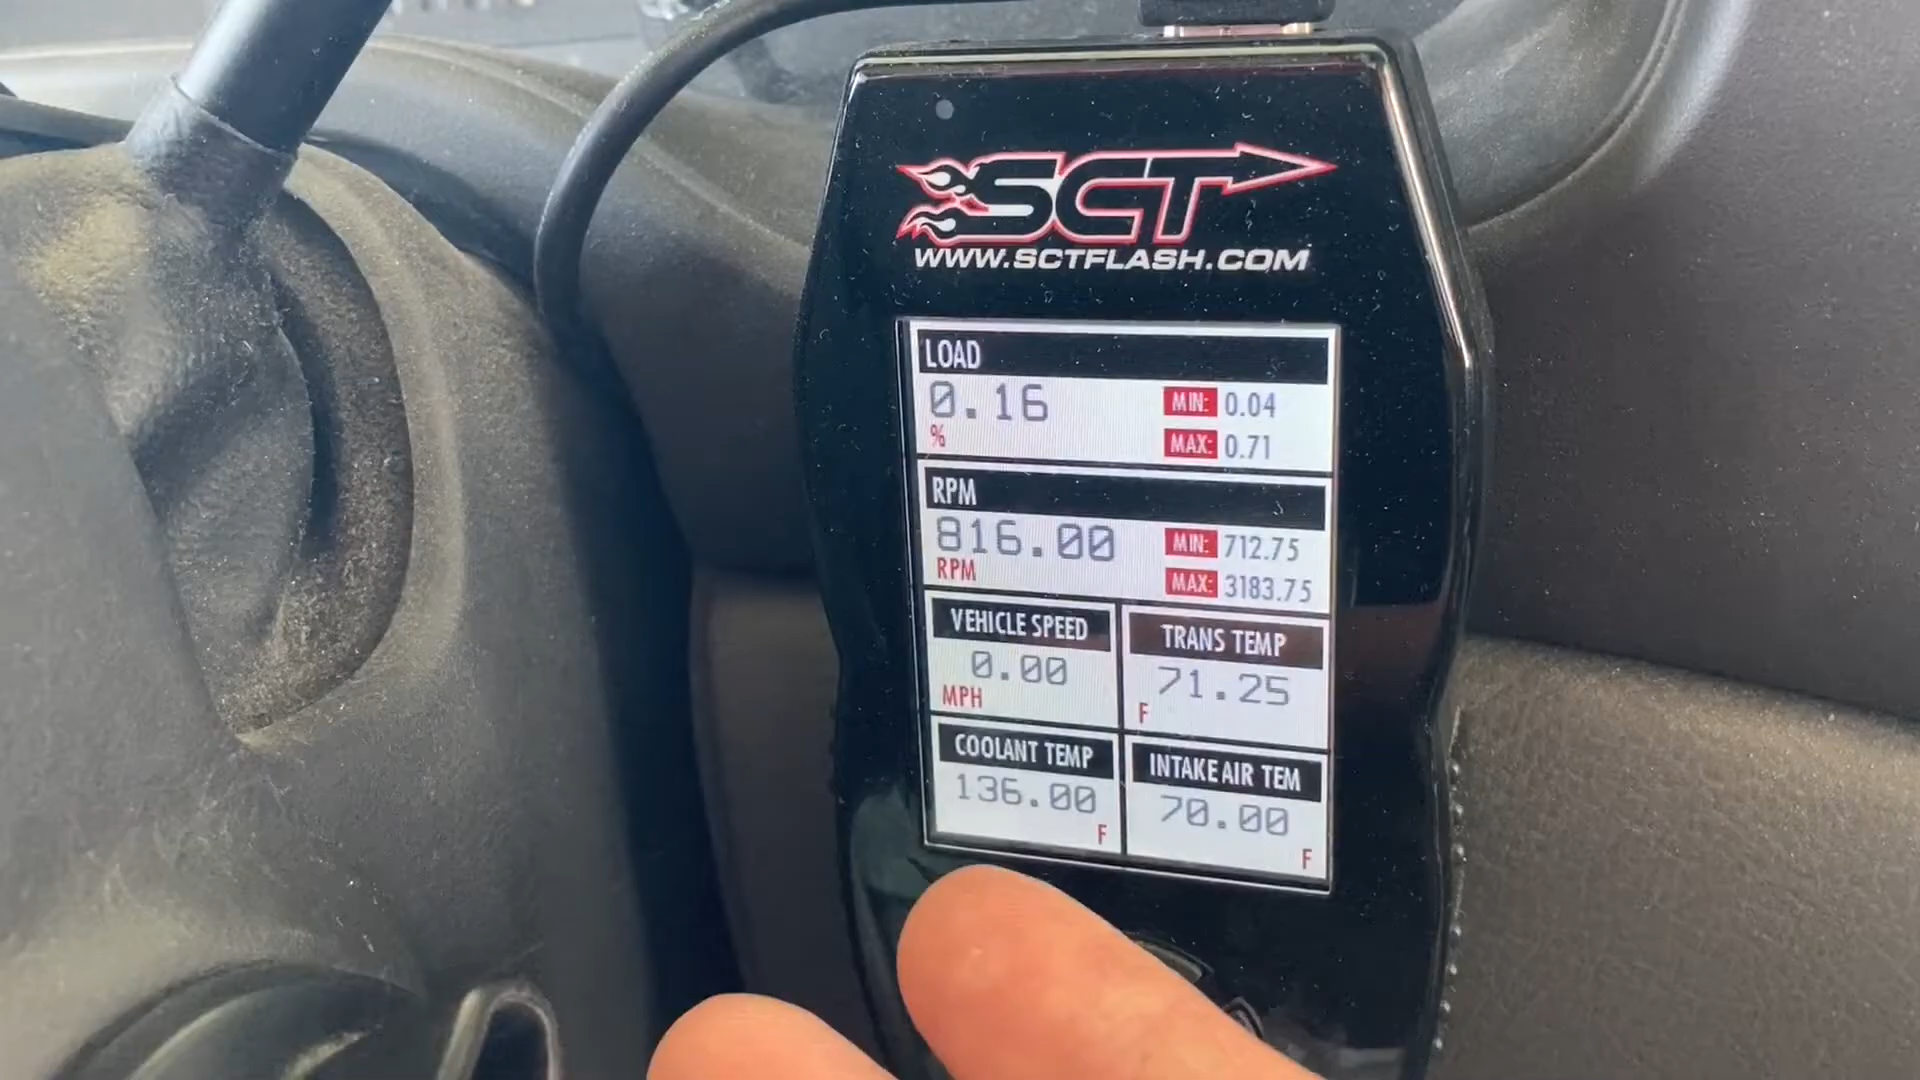 SCT
WWW.SCTFLASH.COM
LOAD
0.16 MIN: 0.04
% MAX: 0.71
RPM
816.00 MIN: 712.75
RPM MAX: 3183.75
VEHICLE SPEED
0.00
MPH
TRANS TEMP
71.25
F
COOLANT TEMP
136.00
F
INTAKE AIR TEM
70.00
F